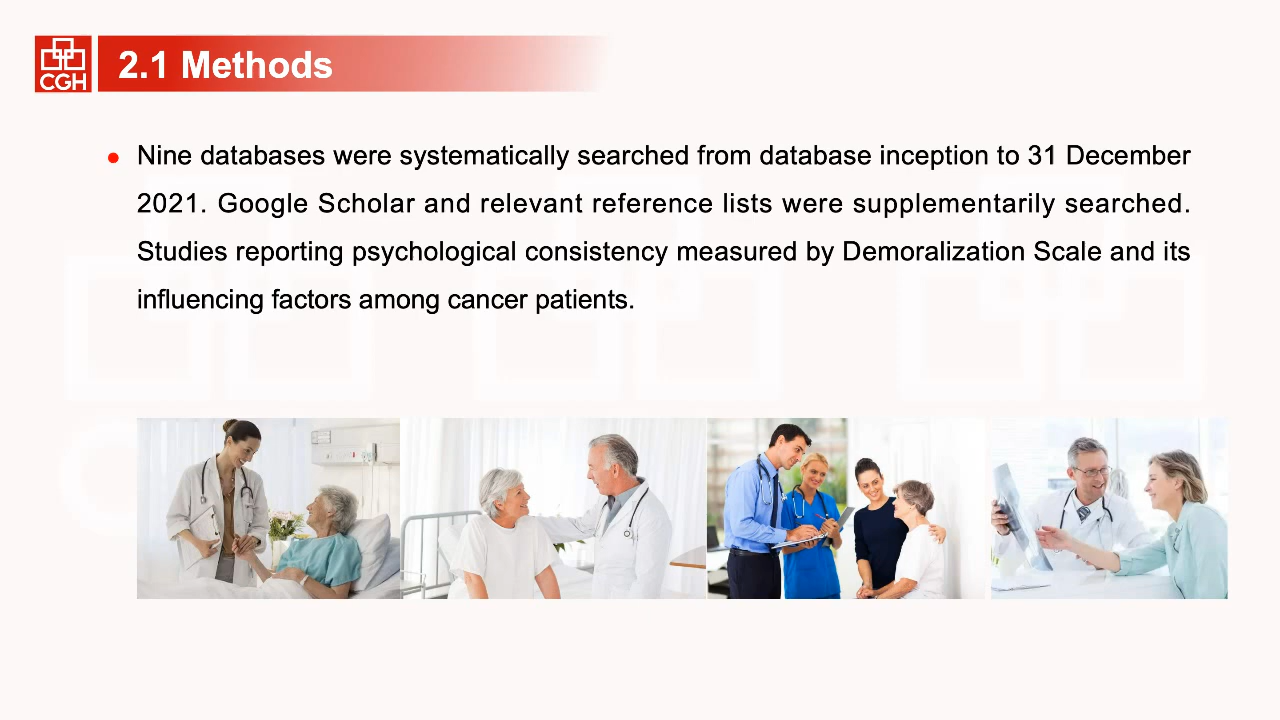 CGH
2.1 Methods
Nine databases were systematically searched from database inception to 31 December
2021. Google Scholar and relevant reference lists were supplementarily searched.
Studies reporting psychological consistency measured by Demoralization Scale and its
influencing factors among cancer patients.